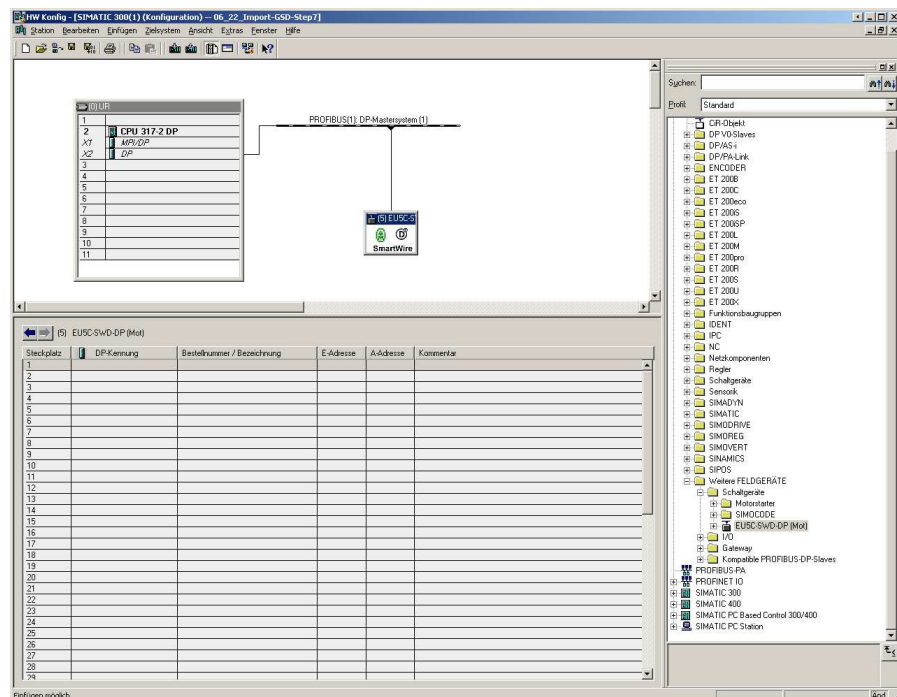 HW Konfig - [SIMATIC 300(1) (Konfiguration) -- 06_22_Import-GSD-Step7]
Station Bearbeiten Einfügen Zielsystem Ansicht Extras Fenster Hilfe
(0) UR
1
2 CPU 317-2 DP
X1 MPI/DP
X2 DP
3
4
5
6
7
8
9
10
11
PROFIBUS(1): DP-Mastersystem (1)
(5) EU5C-S
SmartWire
(5) EU5C-SWD-DP (Mot)
Steckplatz DP-Kennung Bestellnummer / Bezeichnung E-Adresse A-Adresse Kommentar
1
2
3
4
5
6
7
8
9
10
11
12
13
14
15
16
17
18
19
20
21
22
23
24
25
26
27
28
29
Einfügen möglich
Suchen:
Profil: Standard
CiR-Objekt
DP V0-Slaves
DP/AS-i
DP/PA-Link
ENCODER
ET 200B
ET 200C
ET 200eco
ET 200iS
ET 200iSP
ET 200L
ET 200M
ET 200pro
ET 200R
ET 200S
ET 200U
ET 200X
Funktionsbaugruppen
IDENT
IPC
NC
Netzkomponenten
Regler
Schaltgeräte
Sensorik
SIMADYN
SIMATIC
SIMODRIVE
SIMOREG
SIMOVERT
SINAMICS
SIPOS
Weitere FELDGERÄTE
Schaltgeräte
Motorstarter
SIMOCODE
EU5C-SWD-DP (Mot)
I/O
Gateway
Kompatible PROFIBUS-DP-Slaves
PROFIBUS-PA
PROFINET IO
SIMATIC 300
SIMATIC 400
SIMATIC PC Based Control 300/400
SIMATIC PC Station
Änd